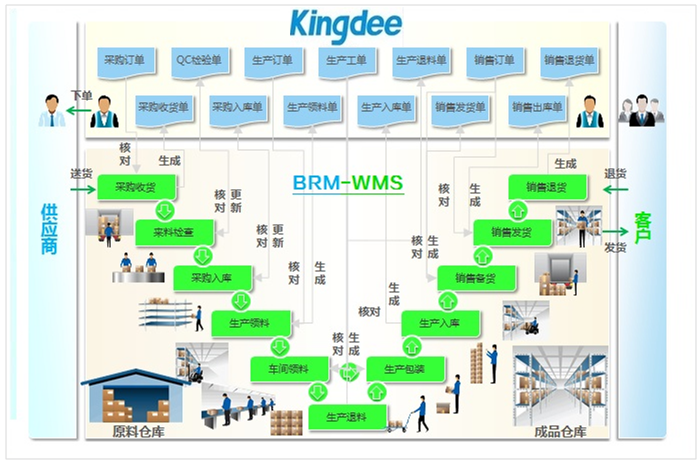 Kingdee
采购订单
QC检验单
生产订单
生产工单
生产退料单
销售订单
销售退货单
下单
采购收货单
采购入库单
生产领料单
生产入库单
销售发货单
销售出库单
核对
生成
核对
生成
送货
BRM-WMS
退货
采购收货
销售退货
核对
更新
核对
生成
供应商
来料检查
销售发货
客户
发货
核对
更新
核对
生成
采购入库
销售备货
核对
生成
核对
生成
生产领料
生产入库
核对
生成
车间领料
生产包装
生产退料
原料仓库
成品仓库